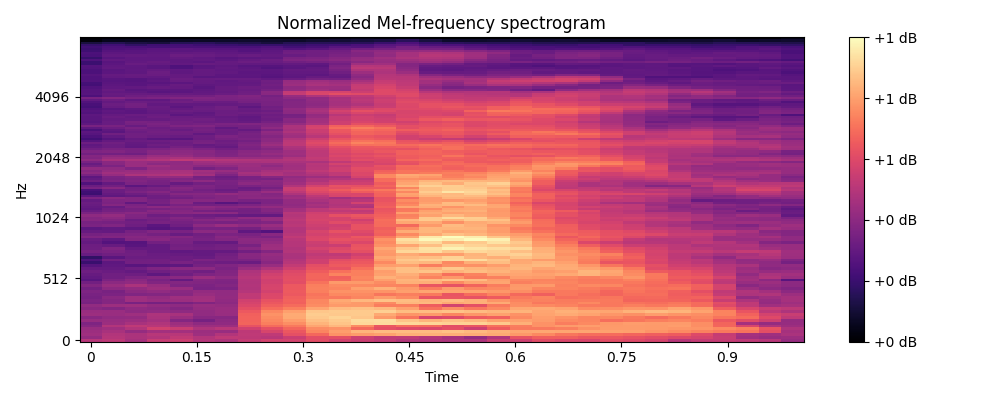 Normalized Mel-frequency spectrogram
Hz
4096
2048
1024
512
0
0 0.15 0.3 0.45 0.6 0.75 0.9
Time
+1 dB
+1 dB
+1 dB
+0 dB
+0 dB
+0 dB